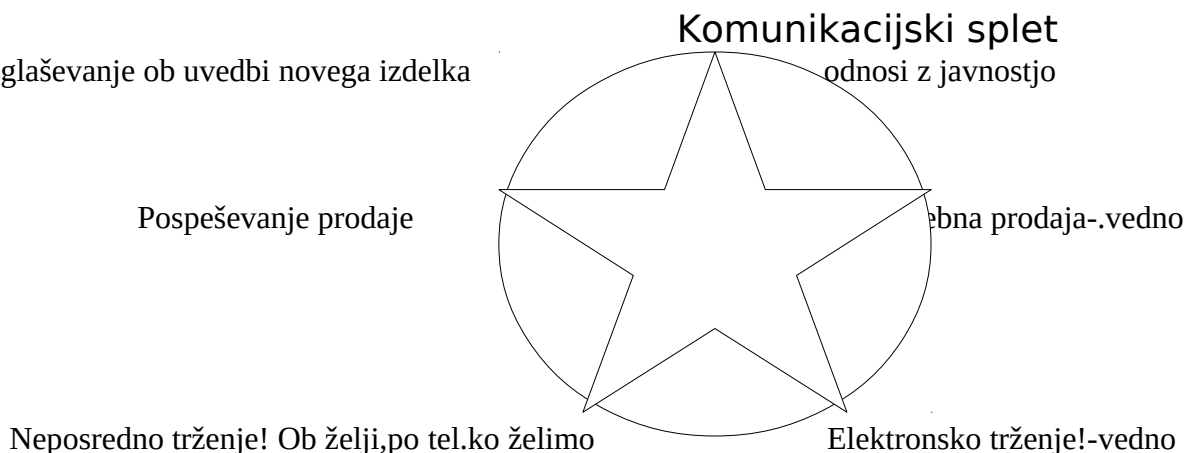 Komunikacijski splet
glaševanje ob uvedbi novega izdelka odnosi z javnostjo
Pospeševanje prodaje ebna prodaja-.vedno
Neposredno trženje! Ob želji,po tel.ko želimo Elektronsko trženje!-vedno